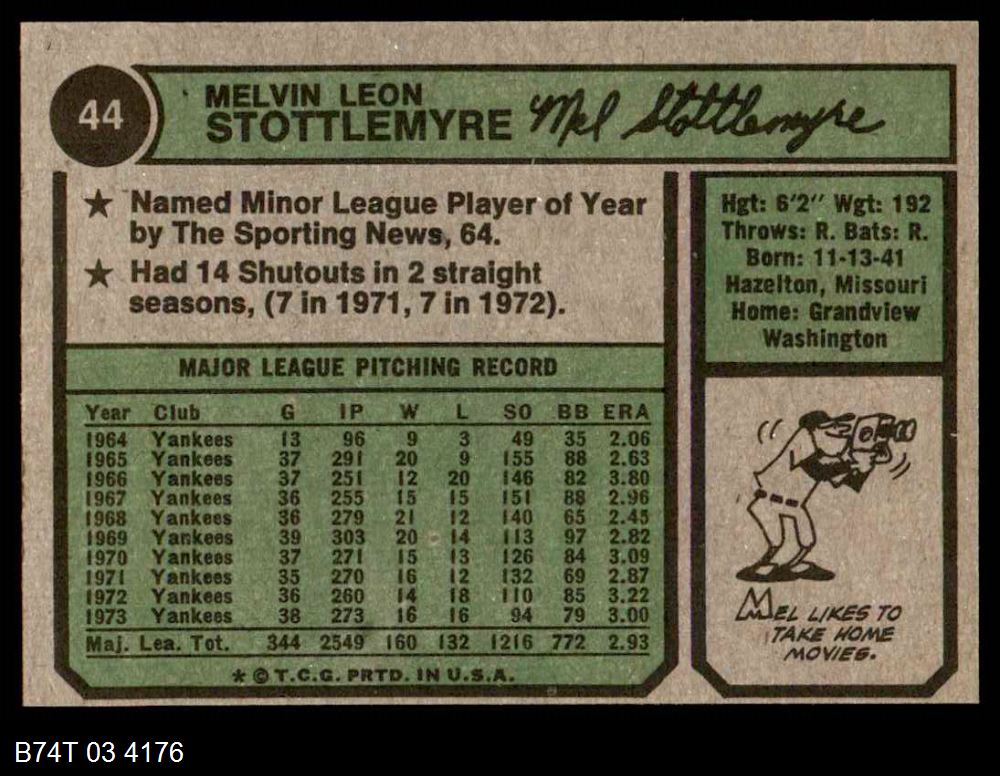 44
MELVIN LEON
STOTTLEMYRE Mel Stottlemyre
★ Named Minor League Player of Year
by The Sporting News, 64.
★ Had 14 Shutouts in 2 straight
seasons, (7 in 1971, 7 in 1972).
Hgt: 6'2" Wgt: 192
Throws: R. Bats: R.
Born: 11-13-41
Hazelton, Missouri
Home: Grandview
Washington
MAJOR LEAGUE PITCHING RECORD
Year Club G IP W L SO BB ERA
1964 Yankees 13 96 9 3 49 35 2.06
1965 Yankees 37 291 20 9 155 88 2.63
1966 Yankees 37 251 12 20 146 82 3.80
1967 Yankees 36 255 15 15 151 88 2.96
1968 Yankees 36 279 21 12 140 65 2.45
1969 Yankees 39 303 20 14 113 97 2.82
1970 Yankees 37 271 15 13 126 84 3.09
1971 Yankees 35 270 16 12 132 69 2.87
1972 Yankees 36 260 14 18 110 85 3.22
1973 Yankees 38 273 16 16 94 79 3.00
Maj. Lea. Tot. 344 2549 160 132 1216 772 2.93
* © T.C.G. PRTD. IN U.S.A.
MEL LIKES TO
TAKE HOME
MOVIES.
B74T 03 4176